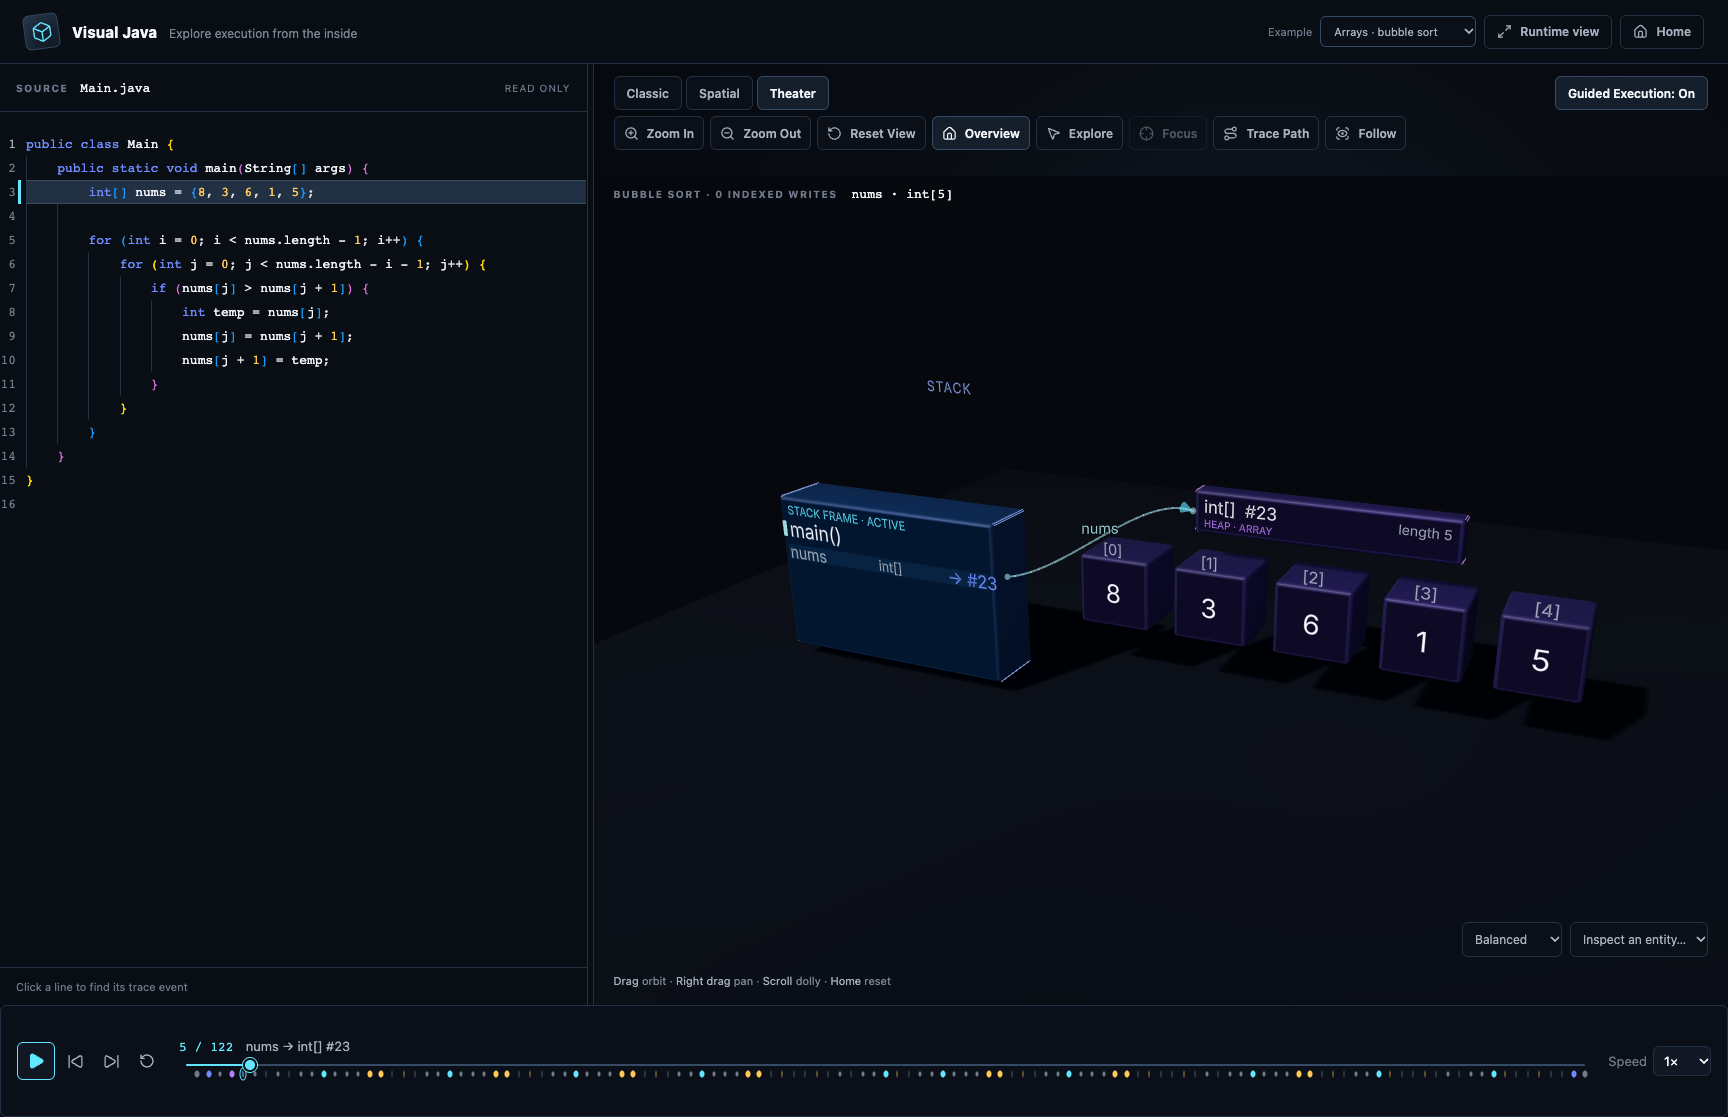 Visual Java Explore execution from the inside
Example Arrays · bubble sort Runtime view Home
SOURCE Main.java READ ONLY
1 public class Main {
2 public static void main(String[] args) {
3 int[] nums = {8, 3, 6, 1, 5};
4
5 for (int i = 0; i < nums.length - 1; i++) {
6 for (int j = 0; j < nums.length - i - 1; j++) {
7 if (nums[j] > nums[j + 1]) {
8 int temp = nums[j];
9 nums[j] = nums[j + 1];
10 nums[j + 1] = temp;
11 }
12 }
13 }
14 }
15 }
16
Click a line to find its trace event
Classic Spatial Theater Guided Execution: On
Zoom In Zoom Out Reset View Overview Explore Focus Trace Path Follow
BUBBLE SORT · 0 INDEXED WRITES nums · int[5]
STACK
STACK FRAME · ACTIVE
main()
nums int[] → #23
nums
int[] #23
HEAP · ARRAY length 5
[0] [1] [2] [3] [4]
8 3 6 1 5
Balanced Inspect an entity...
Drag orbit · Right drag pan · Scroll dolly · Home reset
5 / 122 nums → int[] #23
Speed 1×